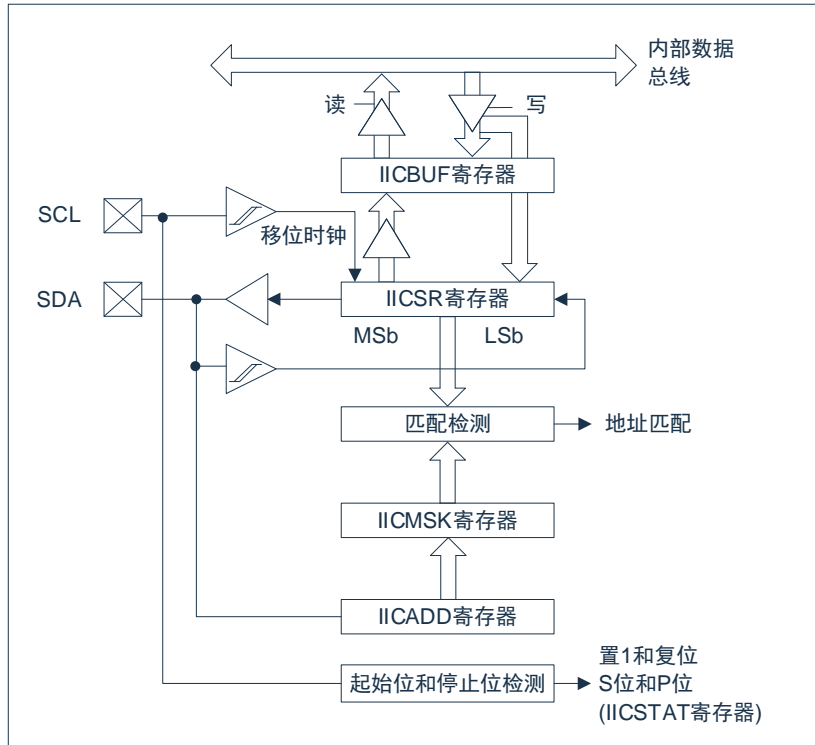 内部数据
总线
读
写
IICBUF寄存器
SCL
移位时钟
SDA
IICSR寄存器
MSb
LSb
匹配检测
地址匹配
IICMSK寄存器
IICADD寄存器
起始位和停止位检测
置1和复位
S位和P位
(IICSTAT寄存器)